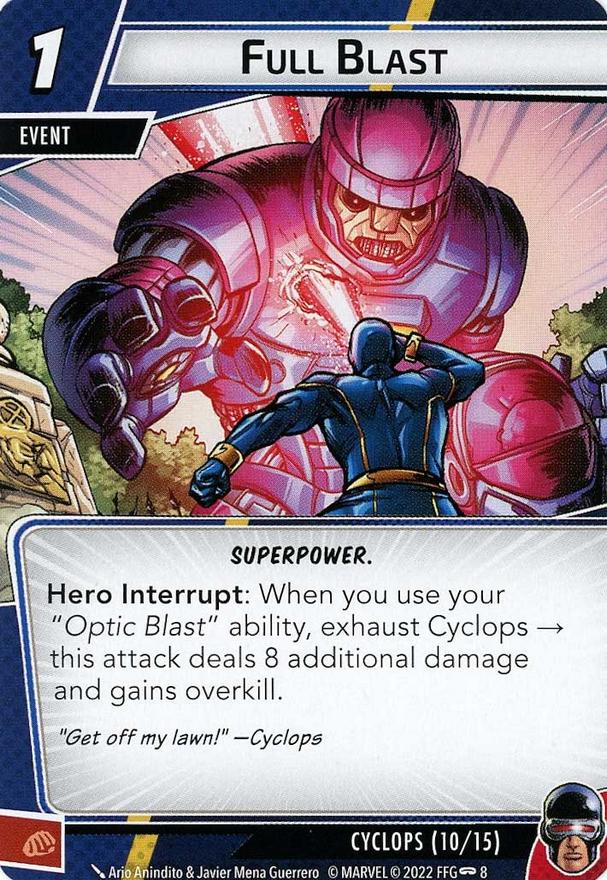 1
FULL BLAST
EVENT
SUPERPOWER.
Hero Interrupt: When you use your
“Optic Blast” ability, exhaust Cyclops →
this attack deals 8 additional damage
and gains overkill.
"Get off my lawn!" —Cyclops
CYCLOPS (10/15)
Ario Anindito & Javier Mena Guerrero © MARVEL © 2022 FFG 8